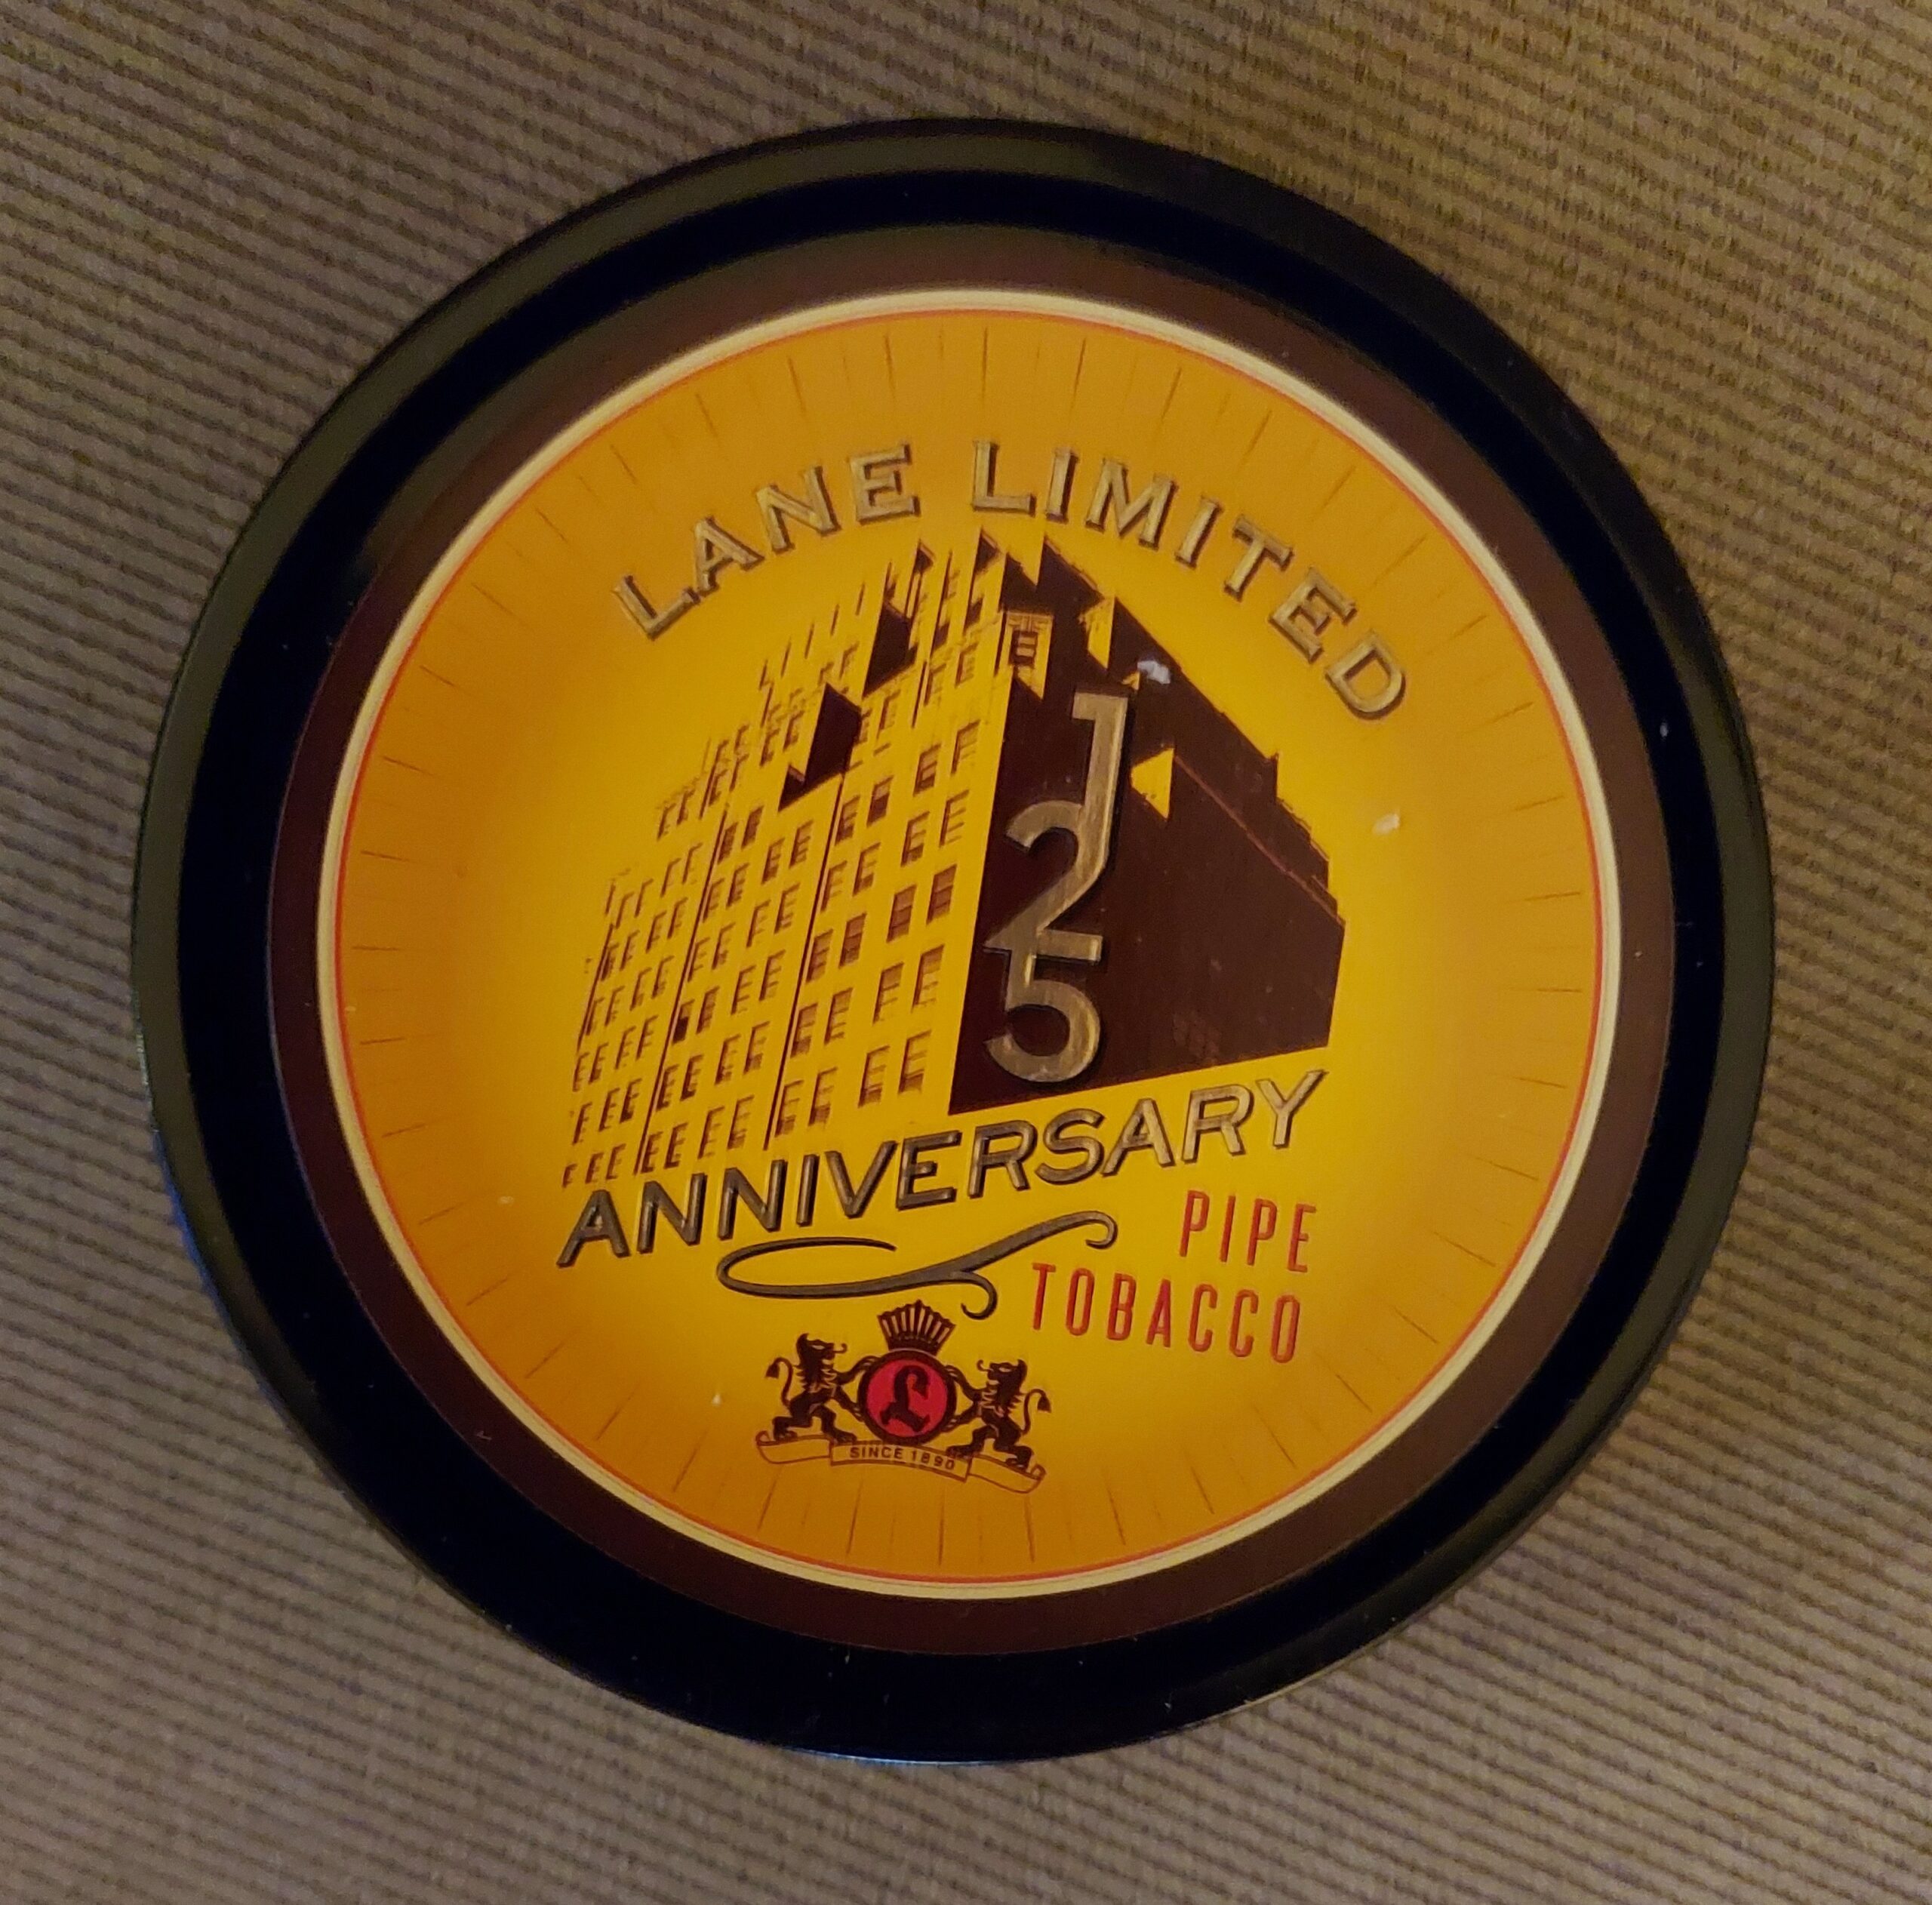 LANE LIMITED
125
ANNIVERSARY
PIPE
TOBACCO
L
SINCE 1890